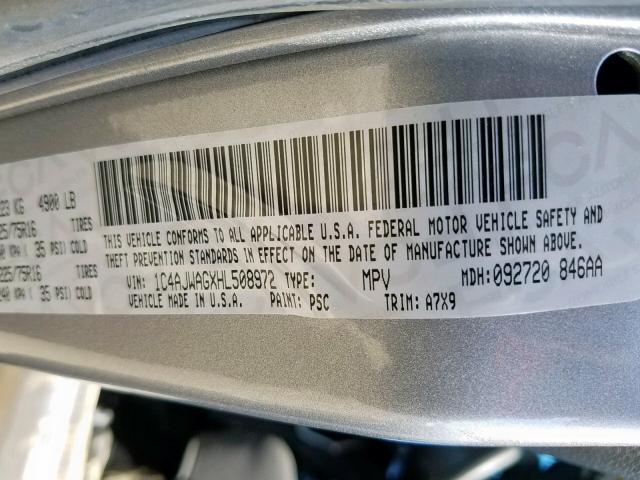 23 KG 4900 LB
25/75R16 TIRES
40 KPA( 35 PSI) COLD
225/75R16 TIRES
240 KPA( 35 PSI) COLD
THIS VEHICLE CONFORMS TO ALL APPLICABLE U.S.A. FEDERAL MOTOR VEHICLE SAFETY AND
THEFT PREVENTION STANDARDS IN EFFECT ON THE DATE OF MANUFACTURE SHOWN ABOVE.
VIN: 1C4AJWAGXHL508972 TYPE: MPV MDH: 092720 846AA
VEHICLE MADE IN U.S.A. PAINT: PSC TRIM: A7X9